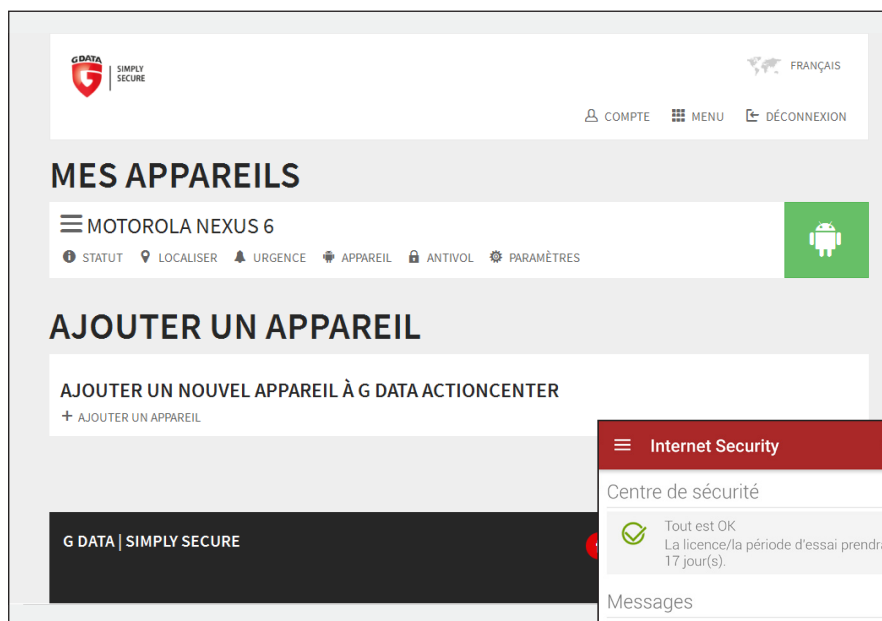 GDATA
SIMPLY
SECURE
FRANÇAIS
COMPTE MENU DÉCONNEXION
MES APPAREILS
MOTOROLA NEXUS 6
STATUT LOCALISER URGENCE APPAREIL ANTIVOL PARAMÈTRES
AJOUTER UN APPAREIL
AJOUTER UN NOUVEL APPAREIL À G DATA ACTIONCENTER
+ AJOUTER UN APPAREIL
G DATA | SIMPLY SECURE
Internet Security
Centre de sécurité
Tout est OK
La licence/la période d'essai prendra
17 jour(s).
Messages